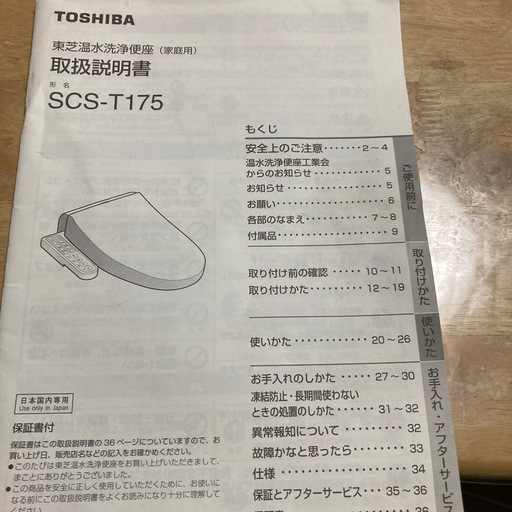 TOSHIBA
東芝温水洗浄便座（家庭用）
取扱説明書
形名
SCS-T175
もくじ
安全上のご注意・・・・・・・2～4
温水洗浄便座工業会
からのお知らせ・・・・・・・・・・・5
お知らせ・・・・・・・・・・・・・・・5
お願い・・・・・・・・・・・・・・・・6
各部のなまえ・・・・・・・・・7～8
付属品・・・・・・・・・・・・・・・・9
ご使用前に
取り付け前の確認・・・・・10～11
取り付けかた・・・・・・・・12～19
取り付けかた
使いかた・・・・・・・・・・・20～26
使いかた
お手入れのしかた・・・・・27～30
凍結防止・長期間使わない
ときの処置のしかた・・・・31～32
異常報知について・・・・・・・・・32
故障かなと思ったら・・・・・・・・33
仕様・・・・・・・・・・・・・・・・・34
保証とアフターサービス・・・35～36
保証書・・・・・・・・・・・・・・・・36
お手入れ・アフターサービス
日本国内専用
Use only in Japan
保証書付
保証書はこの取扱説明書の36ページについていますので、お
買い上げ日、販売店名などの記入をお確かめください。
●このたびは東芝温水洗浄便座をお買い上げいただきまして、
まことにありがとうございました。
●この商品を安全に正しく使用していただくために、お使いに
なる前にこの取扱説明書をよくお読みになり十分に理解して
ください。